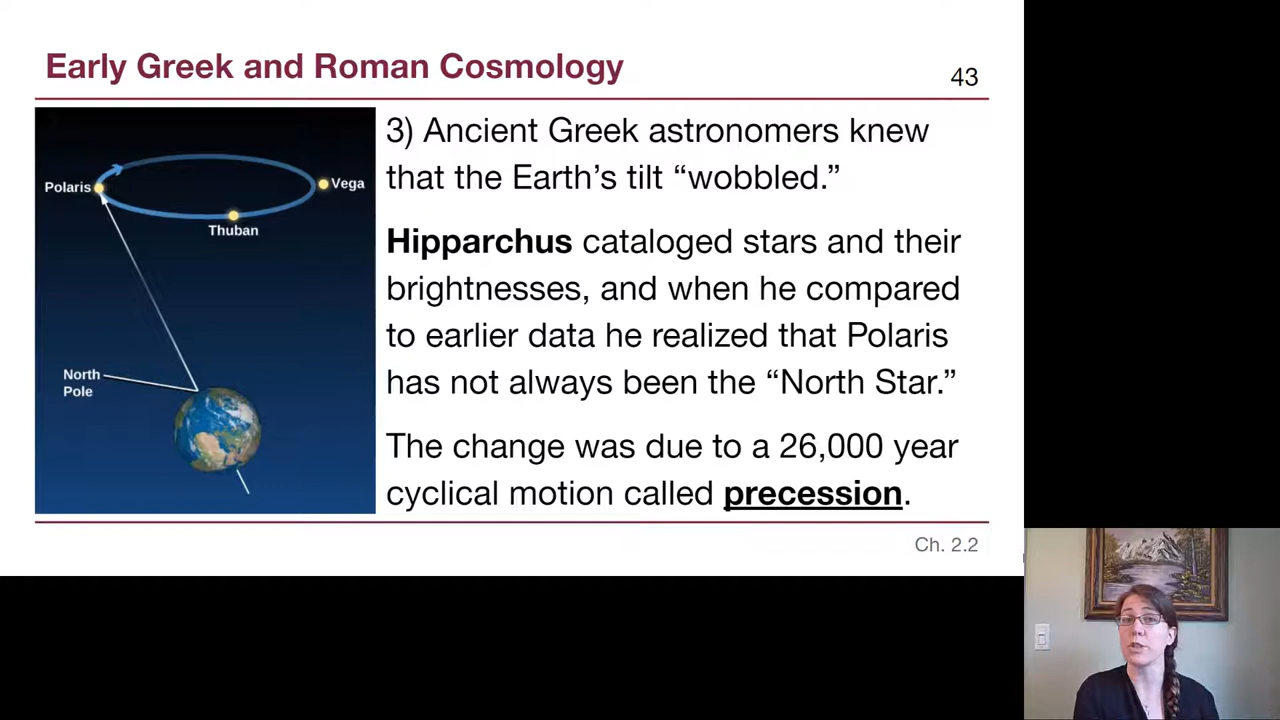 Early Greek and Roman Cosmology
43
Polaris
Vega
Thuban
North
Pole
3) Ancient Greek astronomers knew
that the Earth’s tilt “wobbled.”
Hipparchus cataloged stars and their
brightnesses, and when he compared
to earlier data he realized that Polaris
has not always been the “North Star.”
The change was due to a 26,000 year
cyclical motion called precession.
Ch. 2.2